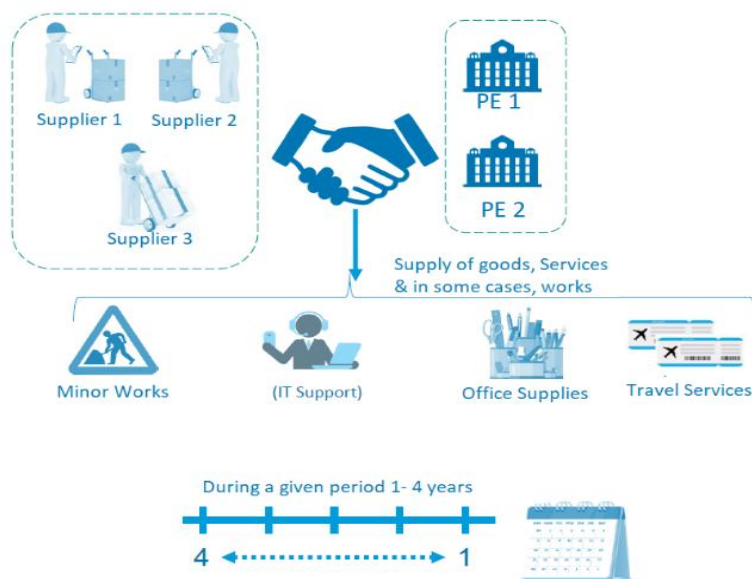 Supplier 1
Supplier 2
Supplier 3
PE 1
PE 2
Supply of goods, Services
& in some cases, works
Minor Works
(IT Support)
Office Supplies
Travel Services
During a given period 1- 4 years
4
1